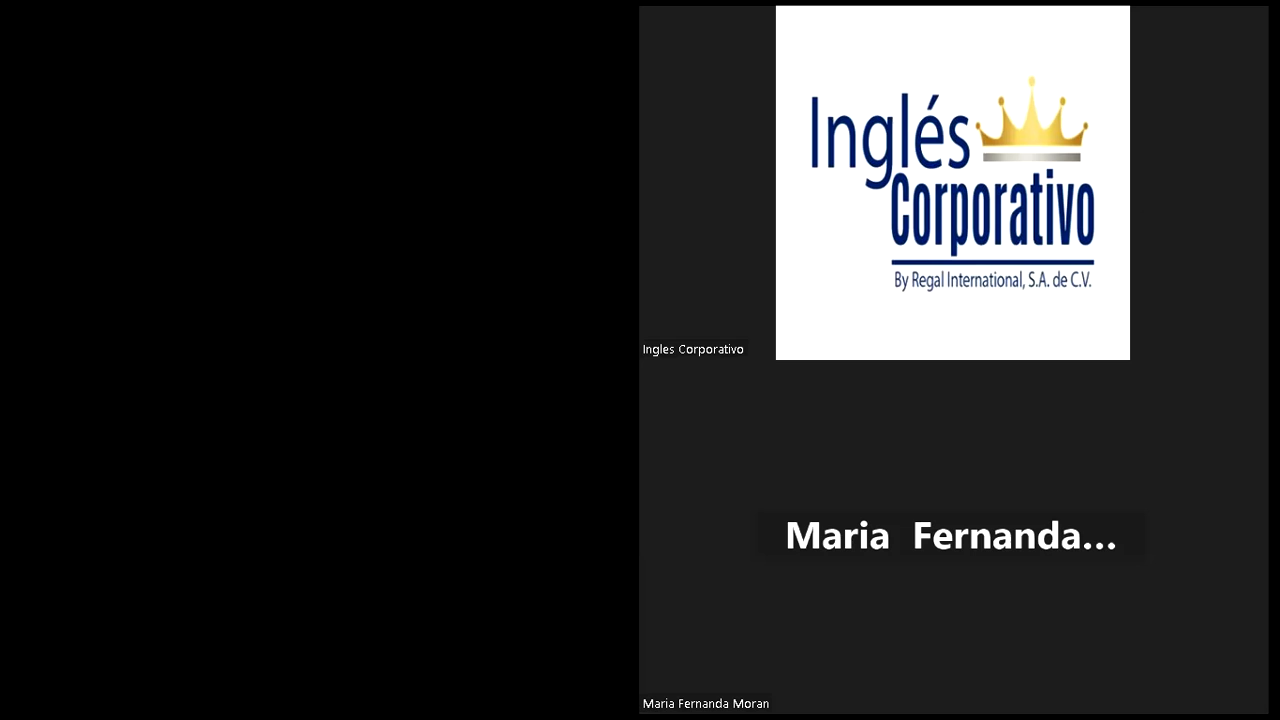 Inglés
Corporativo
By Regal International, S.A. de C.V.
Ingles Corporativo
Maria Fernanda...
Maria Fernanda Moran